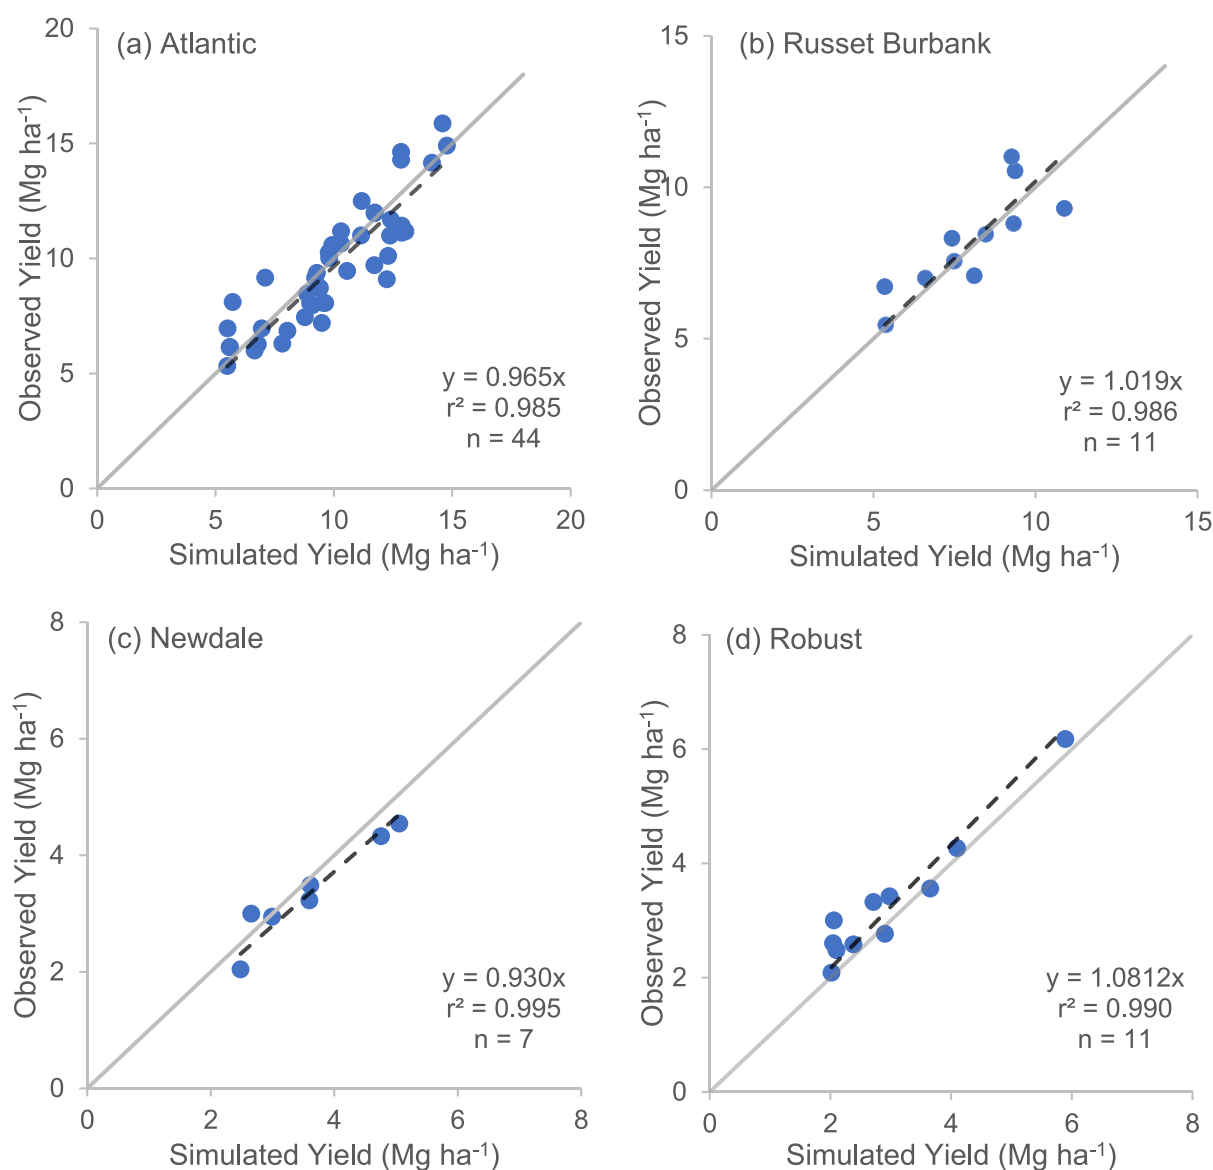 (a) Atlantic
20
15
10
5
0
0 5 10 15 20
Observed Yield (Mg ha⁻¹)
Simulated Yield (Mg ha⁻¹)
y = 0.965x
r² = 0.985
n = 44
(b) Russet Burbank
15
10
5
0
0 5 10 15
Observed Yield (Mg ha⁻¹)
Simulated Yield (Mg ha⁻¹)
y = 1.019x
r² = 0.986
n = 11
(c) Newdale
8
6
4
2
0
0 2 4 6 8
Observed Yield (Mg ha⁻¹)
Simulated Yield (Mg ha⁻¹)
y = 0.930x
r² = 0.995
n = 7
(d) Robust
8
6
4
2
0
0 2 4 6 8
Observed Yield (Mg ha⁻¹)
Simulated Yield (Mg ha⁻¹)
y = 1.0812x
r² = 0.990
n = 11